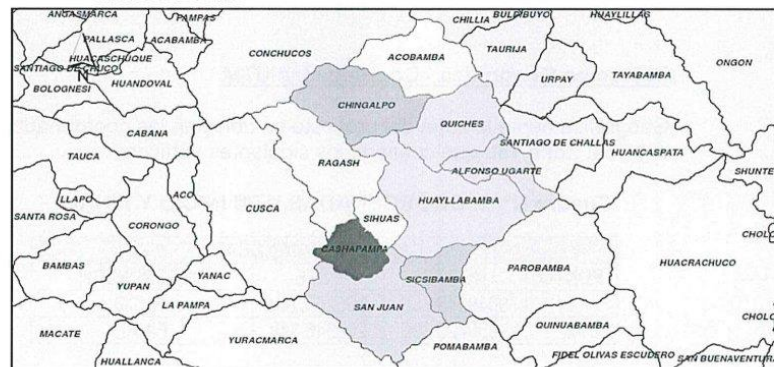 ANGASMARCA
PAMPAS
CHILLIA
BULDIBUYO
HUAYLILLAS
PALLASCA
LACABAMBA
CONCHUCOS
ACOBAMBA
TAURIJA
ONGON
HUACASCHUQUE
SANTIAGO DE CHUCO
N
BOLOGNESI
HUANDOVAL
URPAY
TAYABAMBA
CHINGALPO
QUICHES
CABANA
SANTIAGO DE CHALLAS
HUANCASPATA
TAUCA
RAGASH
ALFONSO UGARTE
SHUNTE
LLAPO
ACO
HUAYLLABAMBA
SANTA ROSA
CORONGO
CUSCA
SIHUAS
CHOLO
BAMBAS
CASHAPAMPA
PAROBAMBA
HUACRACHUCO
YUPAN
YANAC
SICSIBAMBA
LA PAMPA
SAN JUAN
CHOLO
MACATE
YURACMARCA
QUINUABAMBA
HUALLANCA
POMABAMBA
FIDEL OLIVAS ESCUDERO
SAN BUENAVENTURA